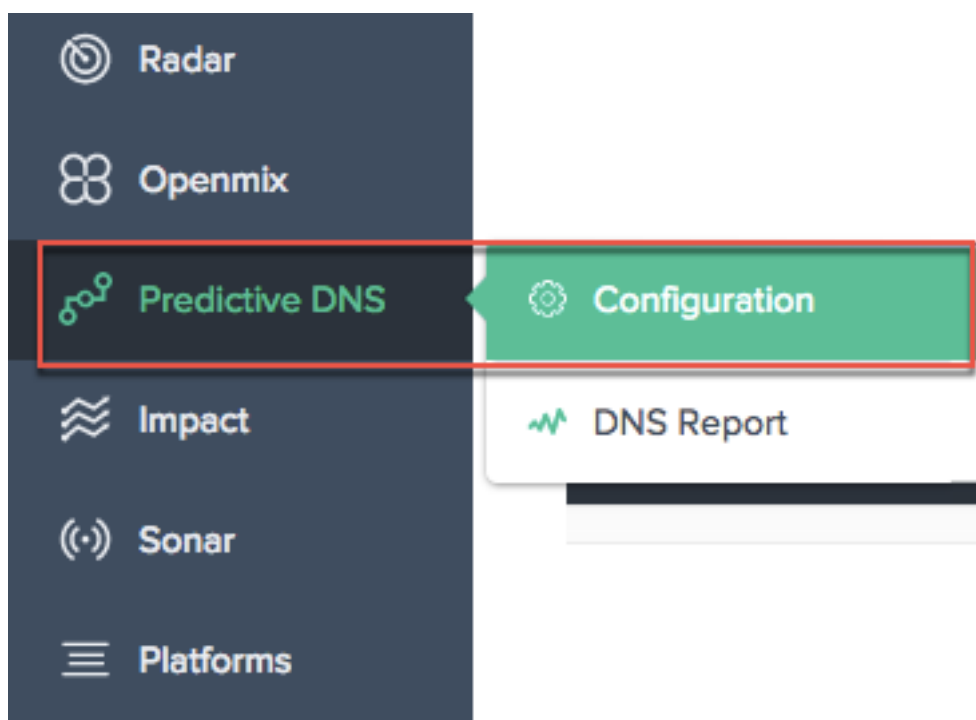 Radar
Openmix
Predictive DNS
Configuration
Impact
DNS Report
Sonar
Platforms